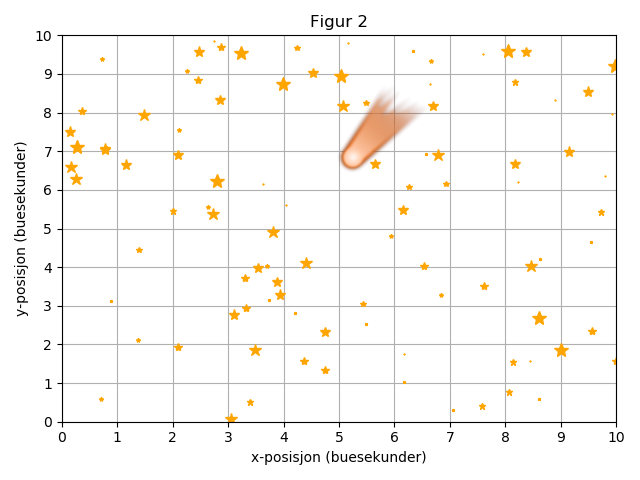 Figur 2
y-posisjon (buesekunder)
10
9
8
7
6
5
4
3
2
1
0
0 1 2 3 4 5 6 7 8 9 10
x-posisjon (buesekunder)